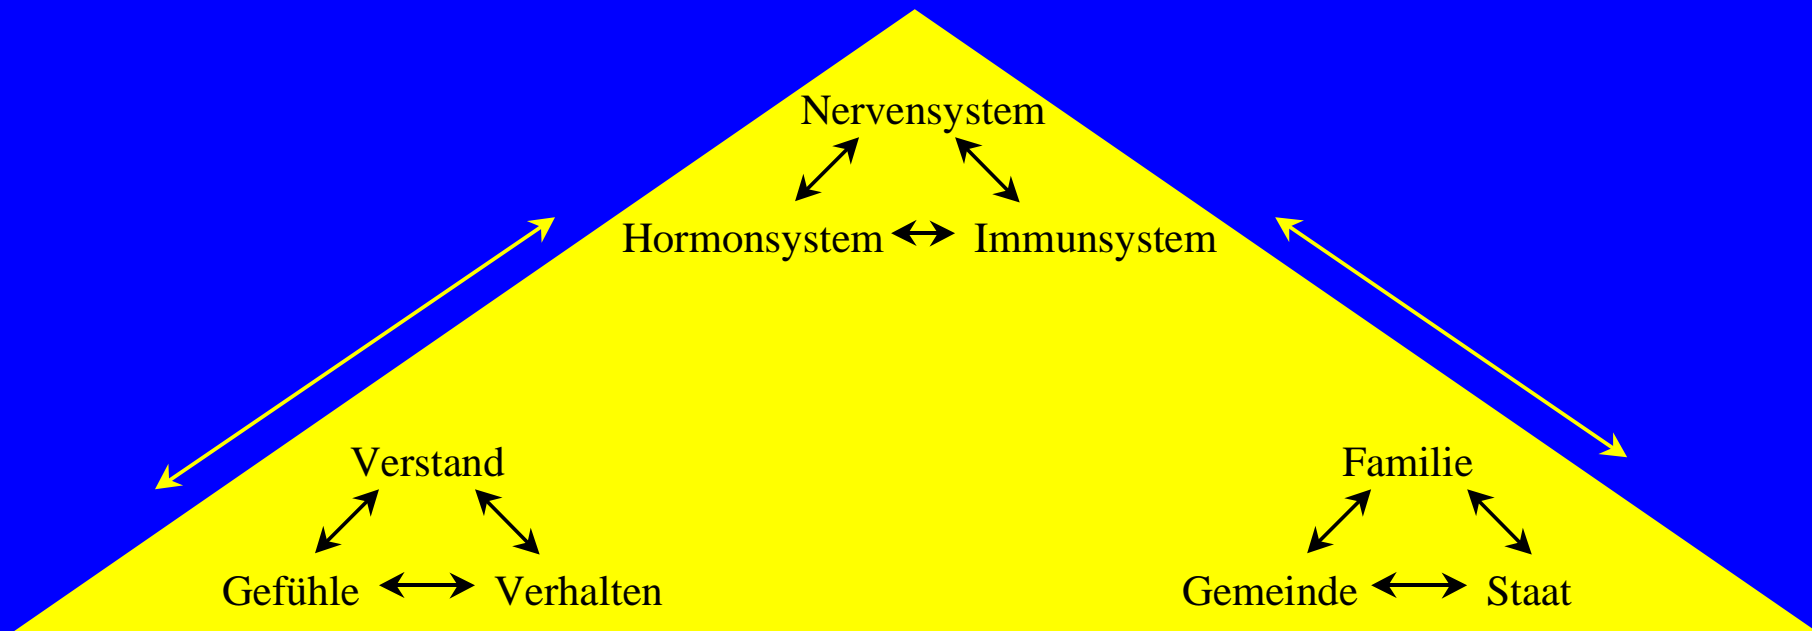 Nervensystem
Hormonsystem Immunsystem
Verstand Familie
Gefühle Verhalten Gemeinde Staat